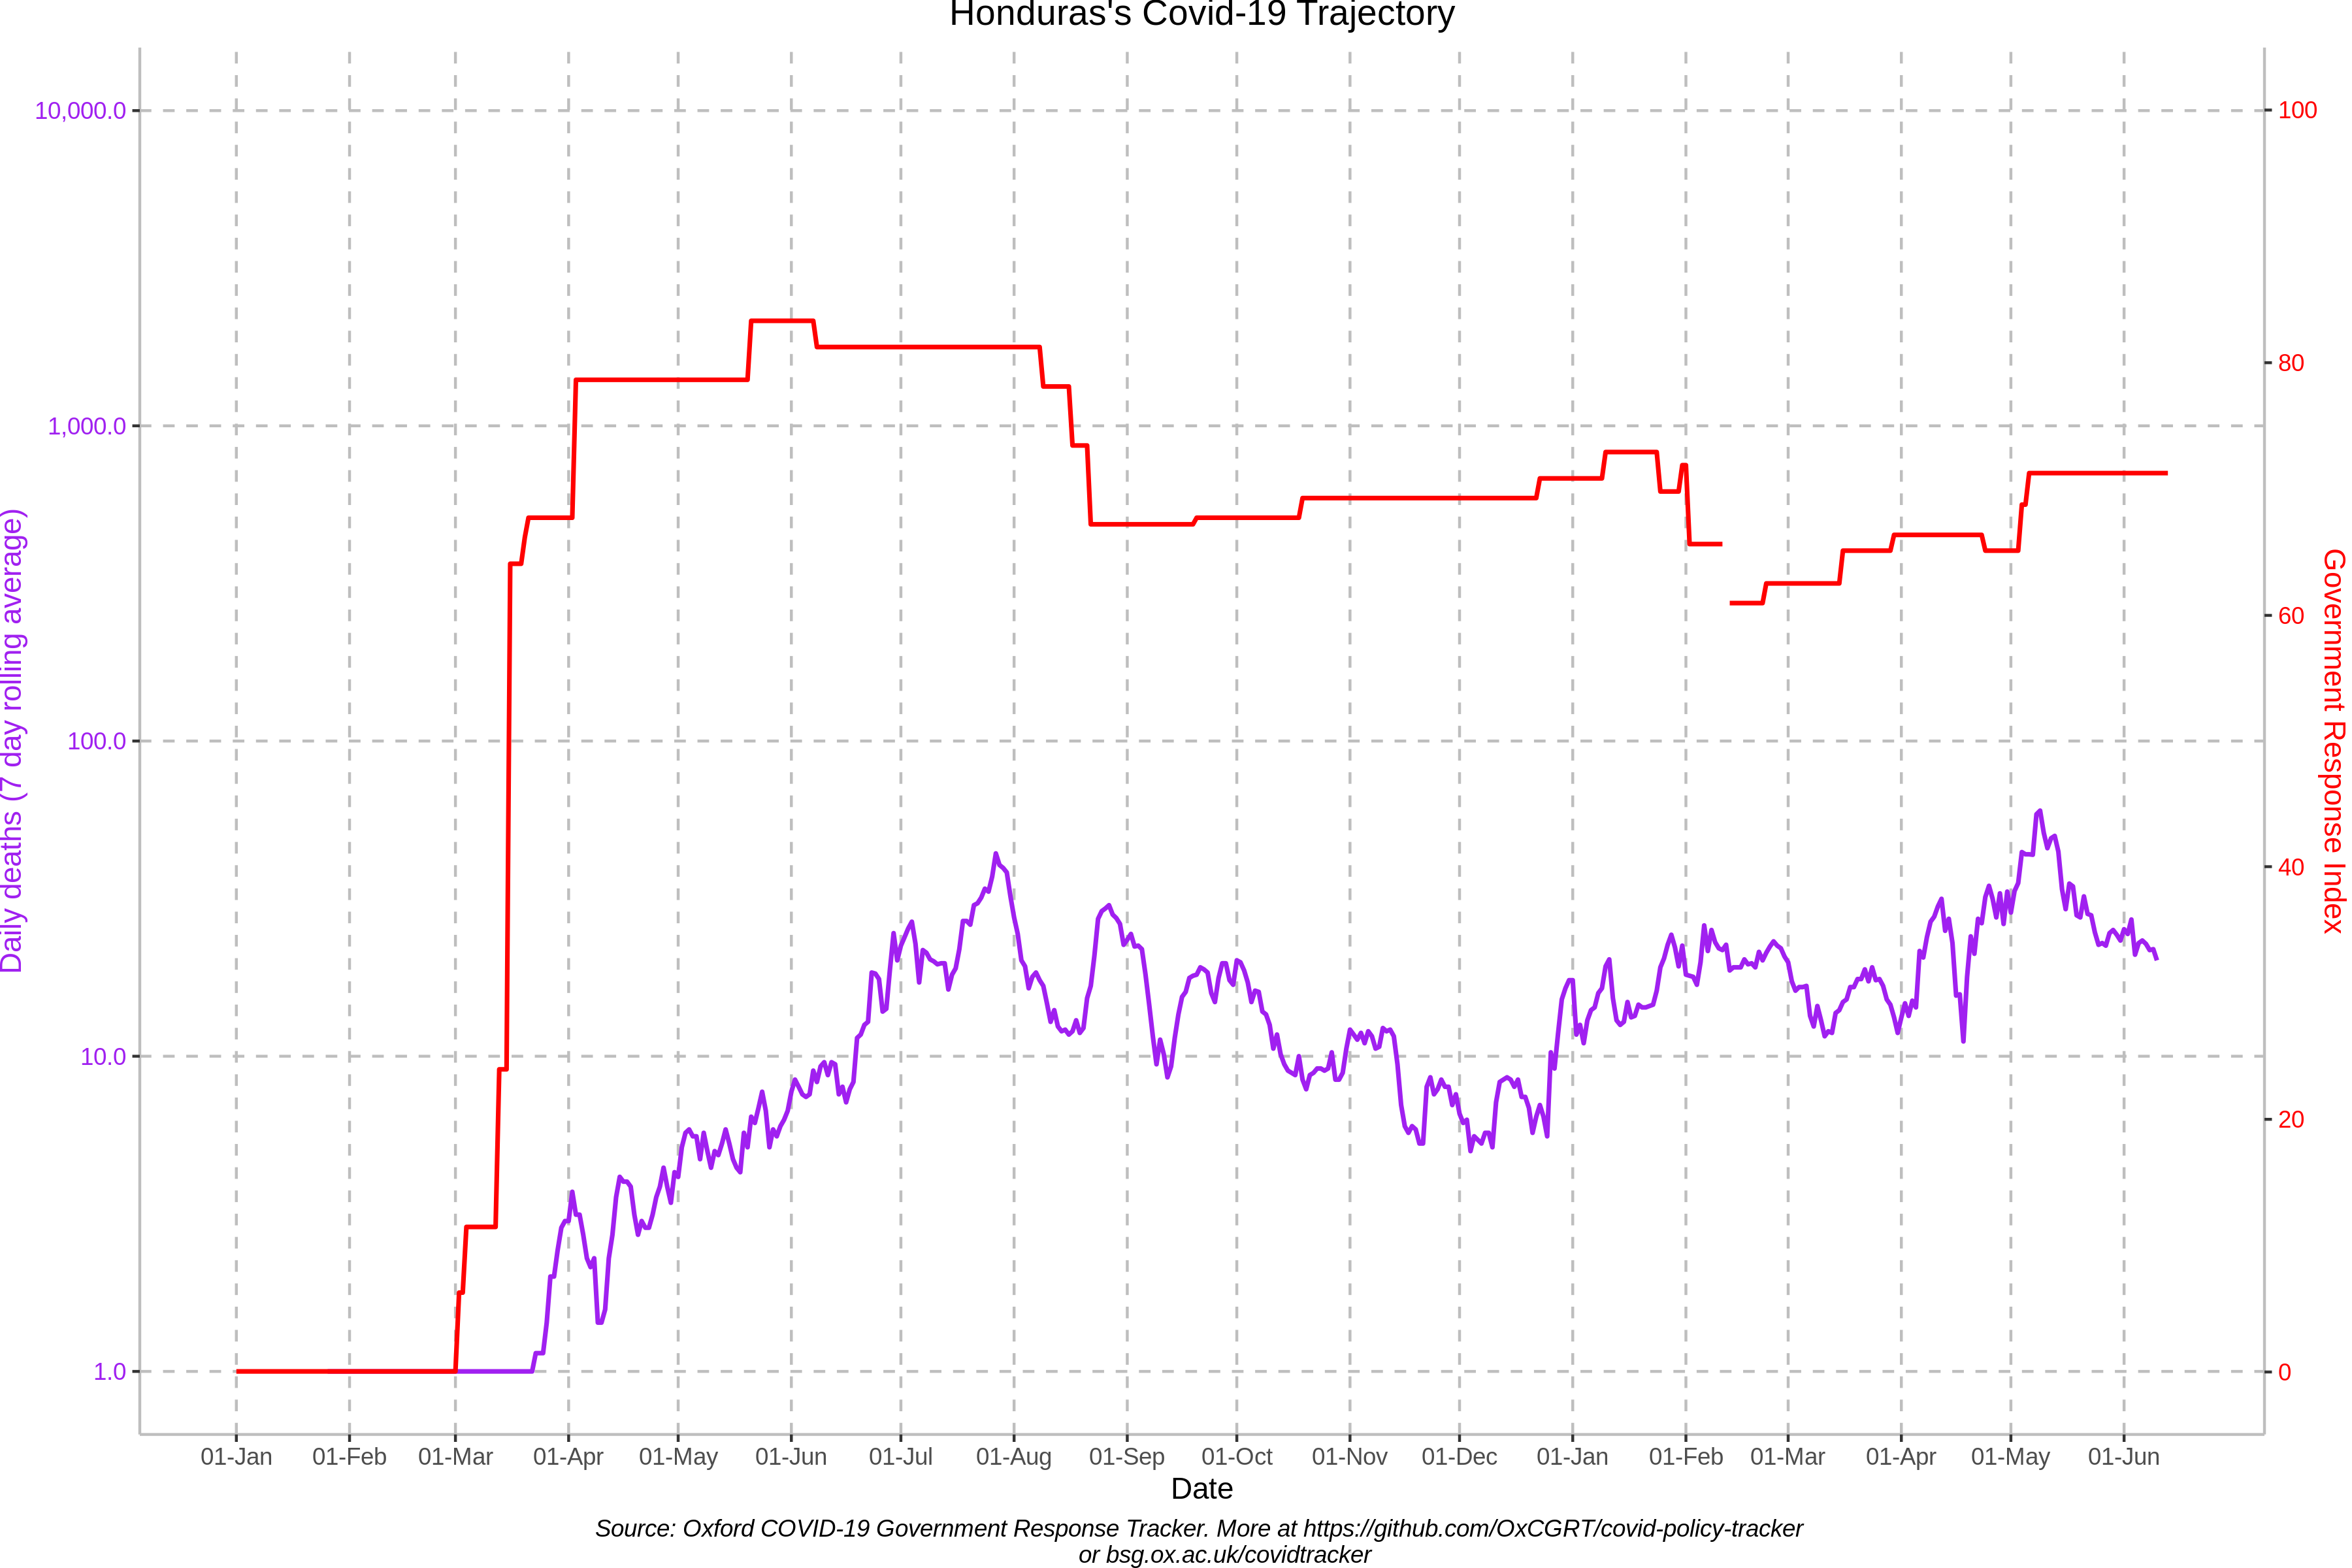 Honduras's Covid-19 Trajectory
10,000.0
1,000.0
100.0
10.0
1.0
Daily deaths (7 day rolling average)
100
80
60
40
20
0
Government Response Index
01-Jan 01-Feb 01-Mar 01-Apr 01-May 01-Jun 01-Jul 01-Aug 01-Sep 01-Oct 01-Nov 01-Dec 01-Jan 01-Feb 01-Mar 01-Apr 01-May 01-Jun
Date
Source: Oxford COVID-19 Government Response Tracker. More at https://github.com/OxCGRT/covid-policy-tracker
or bsg.ox.ac.uk/covidtracker